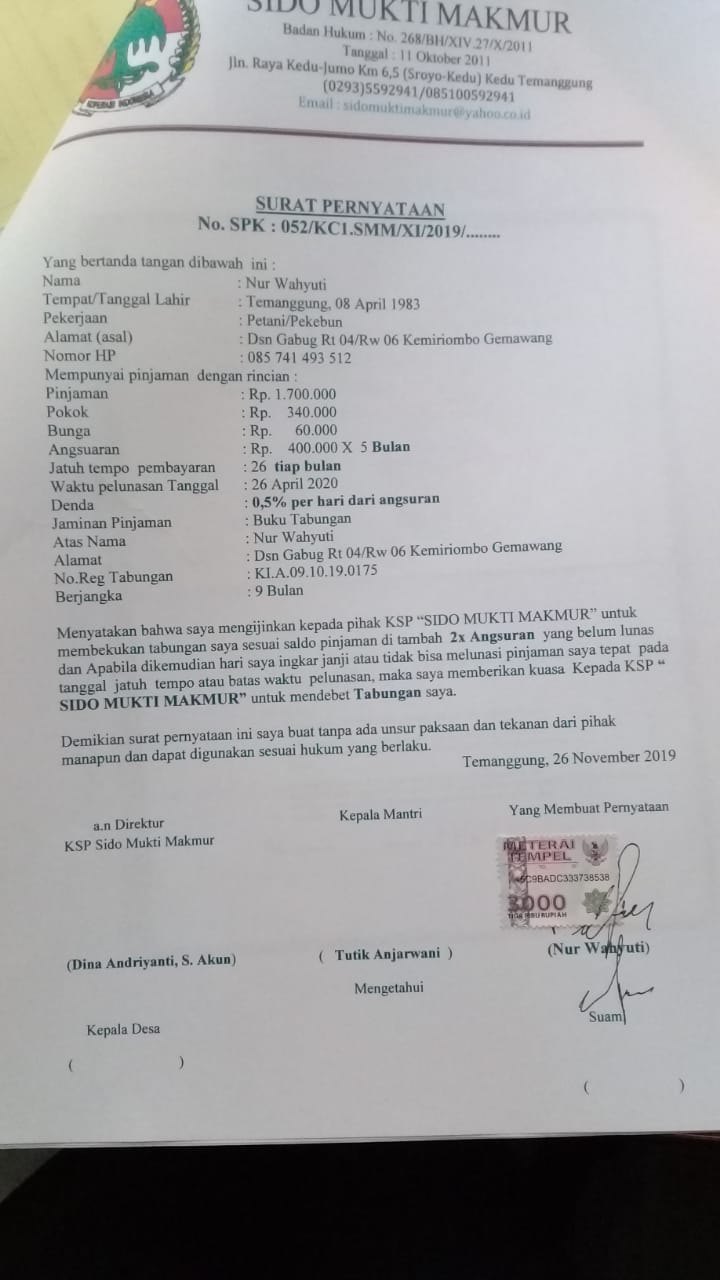 SIDO MUKTI MAKMUR
Badan Hukum : No. 268/BH/XIV.27/X/2011
Tanggal : 11 Oktober 2011
Jln. Raya Kedu-Jumo Km 6,5 (Sroyo-Kedu) Kedu Temanggung
(0293)5592941/085100592941
Email : sidomuktimakmur@yahoo.co.id
KOPERASI INDONESIA
SURAT PERNYATAAN
No. SPK : 052/KC1.SMM/XI/2019/........
Yang bertanda tangan dibawah ini :
Nama : Nur Wahyuti
Tempat/Tanggal Lahir : Temanggung, 08 April 1983
Pekerjaan : Petani/Pekebun
Alamat (asal) : Dsn Gabug Rt 04/Rw 06 Kemiriombo Gemawang
Nomor HP : 085 741 493 512
Mempunyai pinjaman dengan rincian :
Pinjaman : Rp. 1.700.000
Pokok : Rp. 340.000
Bunga : Rp. 60.000
Angsuaran : Rp. 400.000 X 5 Bulan
Jatuh tempo pembayaran : 26 tiap bulan
Waktu pelunasan Tanggal : 26 April 2020
Denda : 0,5% per hari dari angsuran
Jaminan Pinjaman : Buku Tabungan
Atas Nama : Nur Wahyuti
Alamat : Dsn Gabug Rt 04/Rw 06 Kemiriombo Gemawang
No.Reg Tabungan : KI.A.09.10.19.0175
Berjangka : 9 Bulan
Menyatakan bahwa saya mengijinkan kepada pihak KSP “SIDO MUKTI MAKMUR” untuk
membekukan tabungan saya sesuai saldo pinjaman di tambah 2x Angsuran yang belum lunas
dan Apabila dikemudian hari saya ingkar janji atau tidak bisa melunasi pinjaman saya tepat pada
tanggal jatuh tempo atau batas waktu pelunasan, maka saya memberikan kuasa Kepada KSP “
SIDO MUKTI MAKMUR” untuk mendebet Tabungan saya.
Demikian surat pernyataan ini saya buat tanpa ada unsur paksaan dan tekanan dari pihak
manapun dan dapat digunakan sesuai hukum yang berlaku.
Temanggung, 26 November 2019
a.n Direktur
KSP Sido Mukti Makmur
Kepala Mantri
Yang Membuat Pernyataan
METERAI
TEMPEL
C9BADC333738538
3000
TIGA RIBU RUPIAH
(Dina Andriyanti, S. Akun)
( Tutik Anjarwani )
(Nur Wahyuti)
Mengetahui
Kepala Desa
Suami
( )
( )